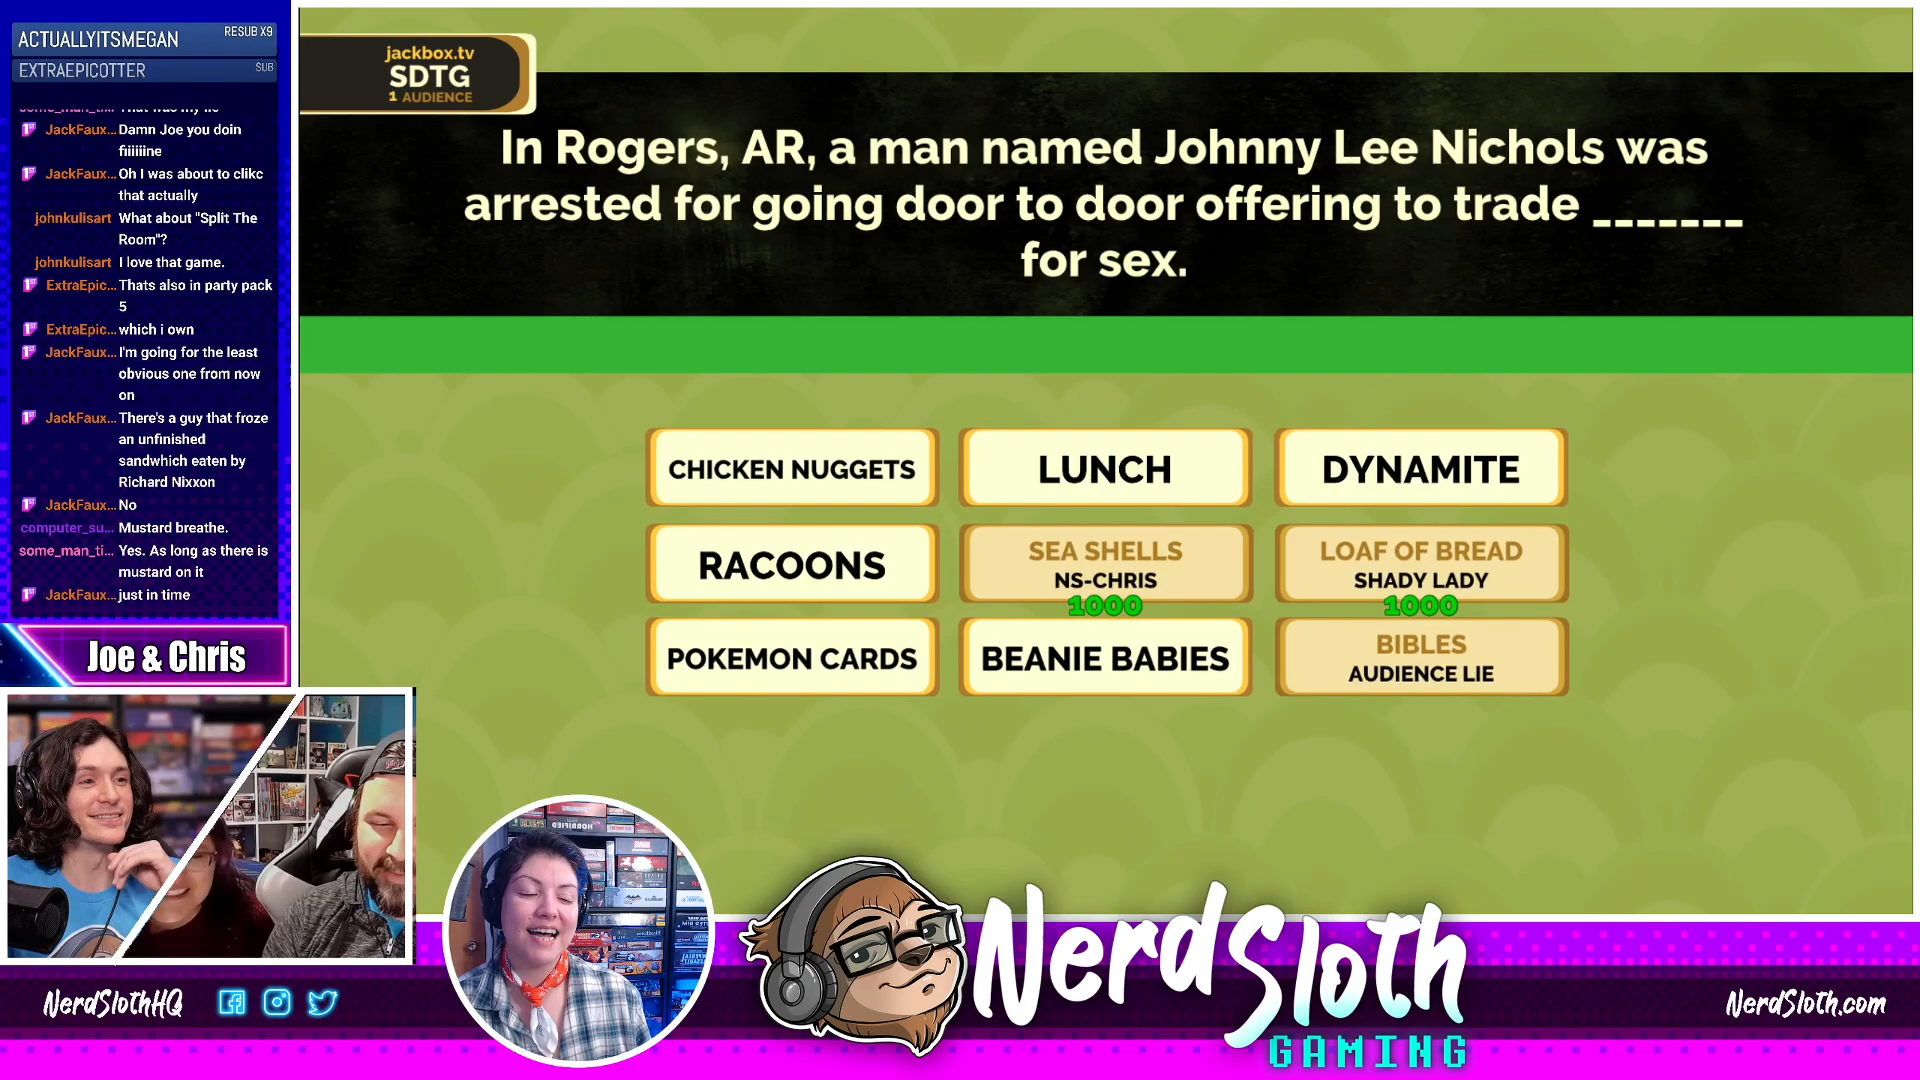 ACTUALLYITSMEGAN RESUB X9
EXTRAEPICOTTER SUB
JackFaux... Damn Joe you doin
fiiiiiine
JackFaux... Oh I was about to clikc
that actually
johnkulisart What about "Split The
Room"?
johnkulisart I love that game.
ExtraEpic... Thats also in party pack
5
ExtraEpic... which i own
JackFaux... I'm going for the least
obvious one from now
on
JackFaux... There's a guy that froze
an unfinished
sandwhich eaten by
Richard Nixxon
JackFaux... No
computer_su... Mustard breathe.
some_man_ti... Yes. As long as there is
mustard on it
JackFaux... just in time
Joe & Chris
jackbox.tv
SDTG
1 AUDIENCE
In Rogers, AR, a man named Johnny Lee Nichols was
arrested for going door to door offering to trade _______
for sex.
CHICKEN NUGGETS
LUNCH
DYNAMITE
RACOONS
SEA SHELLS
NS-CHRIS
1000
LOAF OF BREAD
SHADY LADY
1000
POKEMON CARDS
BEANIE BABIES
BIBLES
AUDIENCE LIE
HORRIFIED
NerdSlothHQ
NerdSloth
GAMING
NerdSloth.com